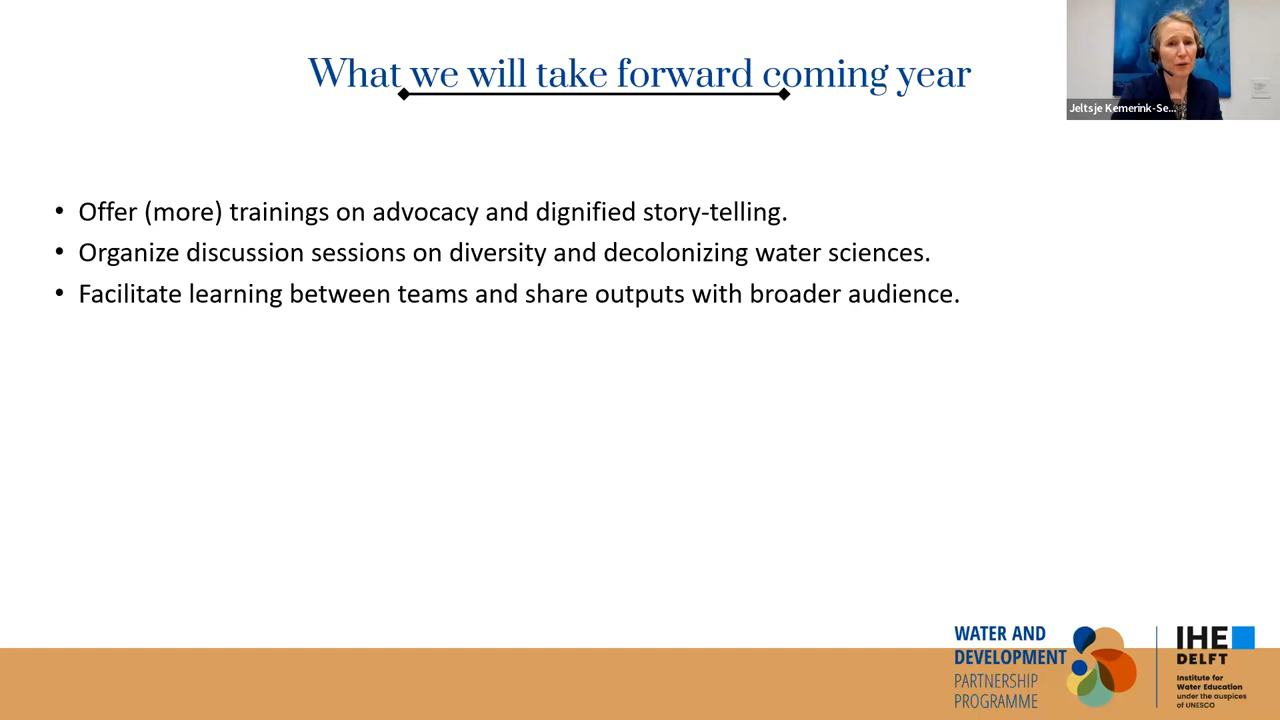 What we will take forward coming year
Jeltsje Kemerink-Se...
• Offer (more) trainings on advocacy and dignified story-telling.
• Organize discussion sessions on diversity and decolonizing water sciences.
• Facilitate learning between teams and share outputs with broader audience.
WATER AND
DEVELOPMENT
PARTNERSHIP
PROGRAMME
IHE
DELFT
Institute for
Water Education
under the auspices
of UNESCO